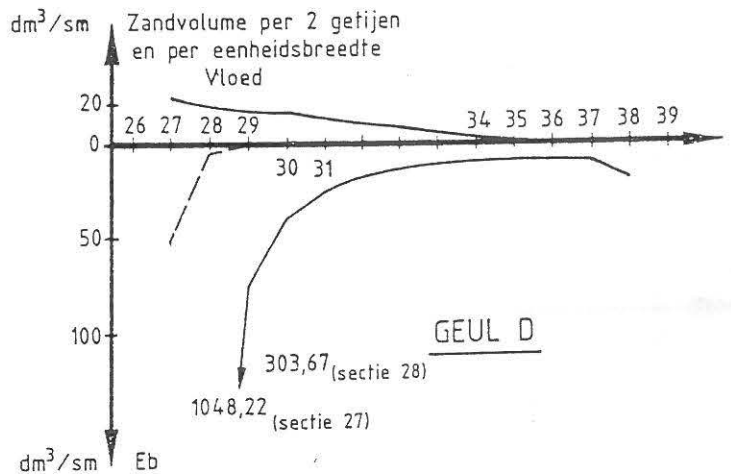 dm³/sm Zandvolume per 2 getijen
en per eenheidsbreedte
Vloed
20
26 27 28 29 34 35 36 37 38 39
0
30 31
50
100
GEUL D
303,67 (sectie 28)
1048,22 (sectie 27)
dm³/sm Eb